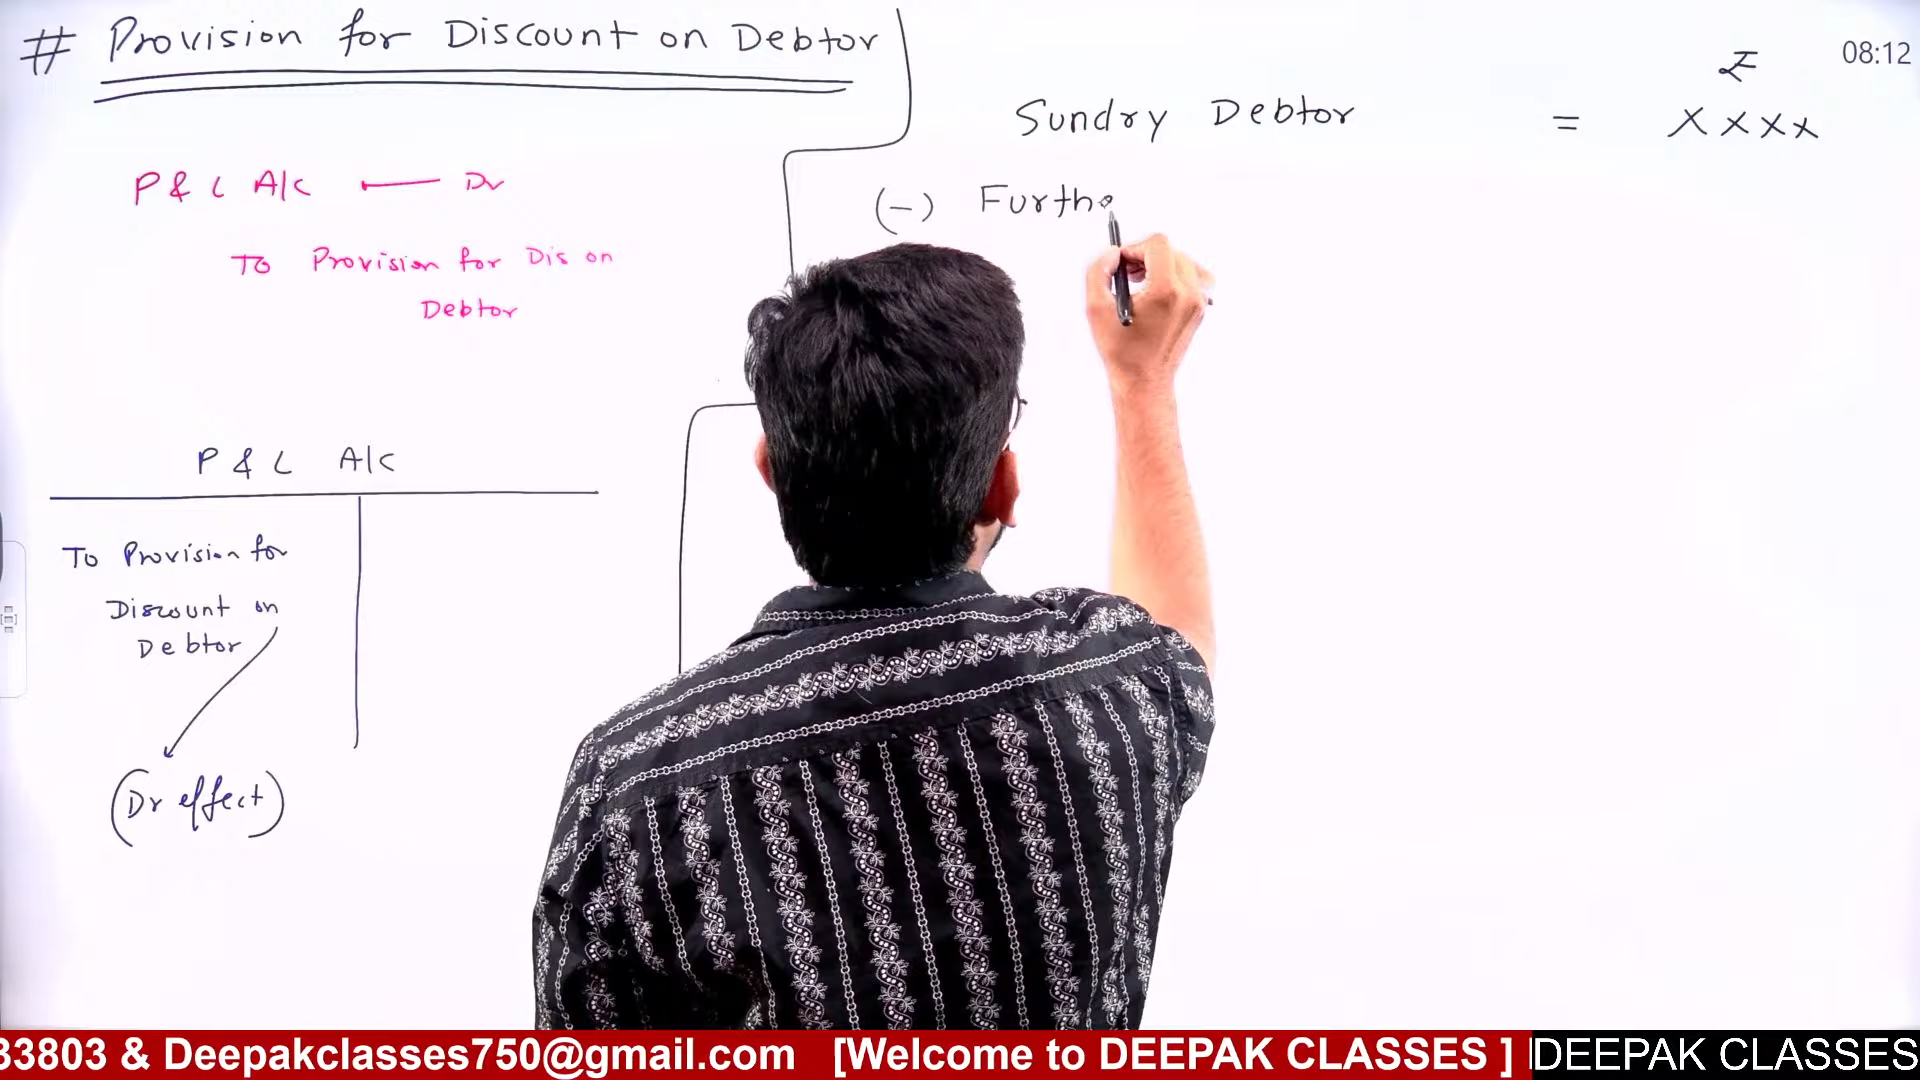 # Provision for Discount on Debtor
P & L A/C Dr
To Provision for Dis on
Debtor
P & L A/C
To Provision for
Discount on
Debtor
(Dr effect)
08:12
₹
Sundry Debtor = XXXX
(-) Furthe
33803 & Deepakclasses750@gmail.com [Welcome to DEEPAK CLASSES ] DEEPAK CLASSES